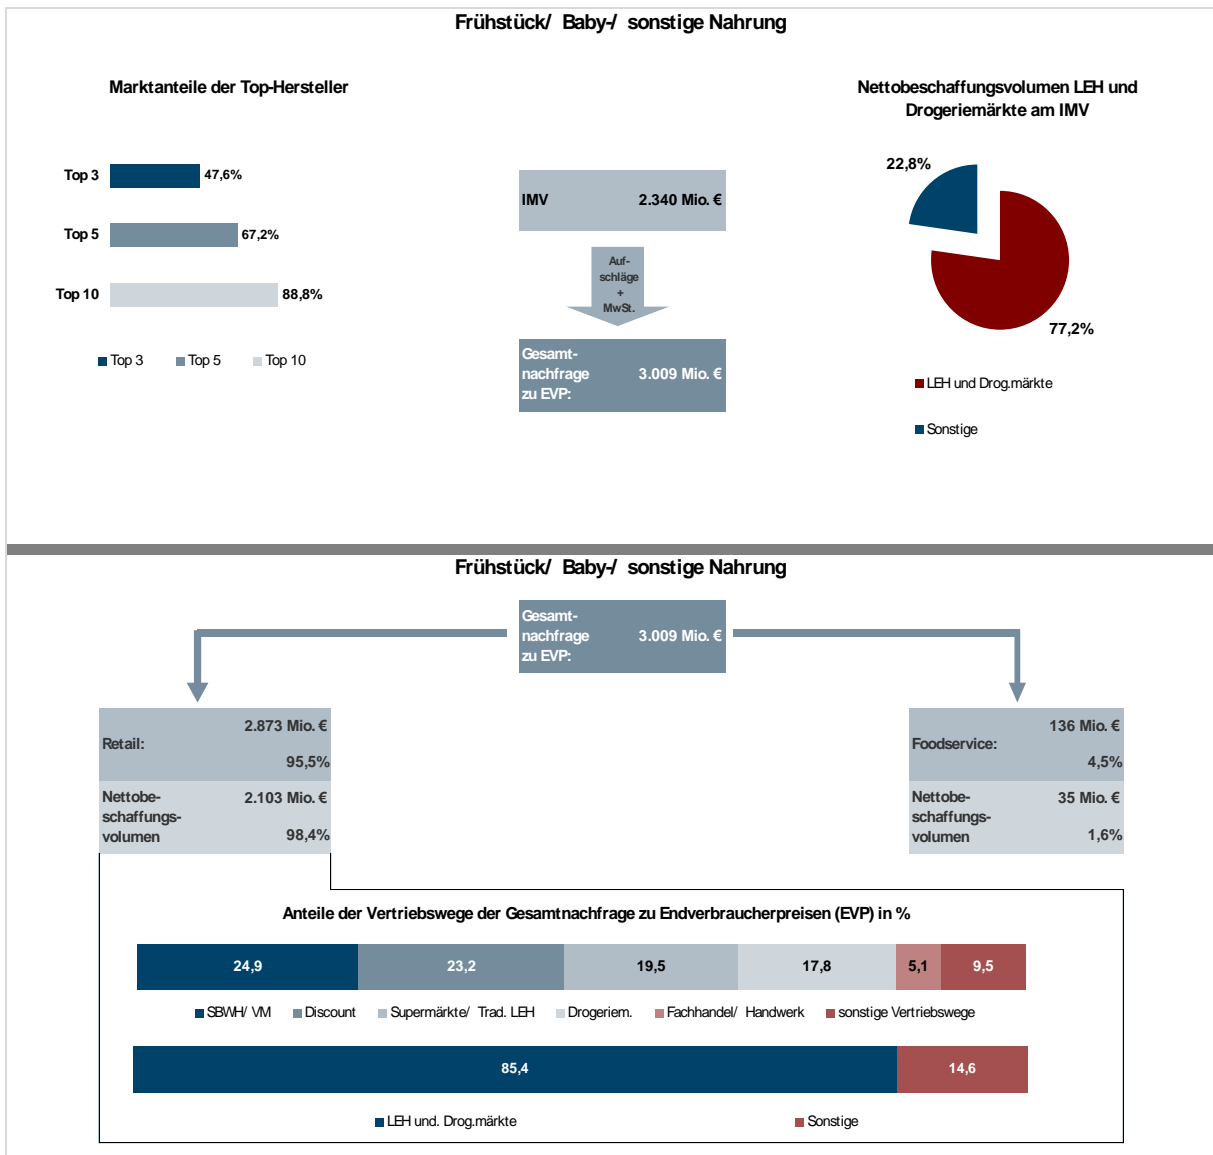 Frühstück/ Baby-/ sonstige Nahrung
Marktanteile der Top-Hersteller
Top 3
47,6%
Top 5
67,2%
Top 10
88,8%
Top 3
Top 5
Top 10
IMV
2.340 Mio. €
Auf-
schläge
+
MwSt.
Gesamt-
nachfrage
zu EVP:
3.009 Mio. €
Nettobeschaffungsvolumen LEH und
Drogeriemärkte am IMV
22,8%
77,2%
LEH und Drog.märkte
Sonstige
Frühstück/ Baby-/ sonstige Nahrung
Gesamt-
nachfrage
zu EVP:
3.009 Mio. €
Retail:
2.873 Mio. €
95,5%
Nettobe-
schaffungs-
volumen
2.103 Mio. €
98,4%
Foodservice:
136 Mio. €
4,5%
Nettobe-
schaffungs-
volumen
35 Mio. €
1,6%
Anteile der Vertriebswege der Gesamtnachfrage zu Endverbraucherpreisen (EVP) in %
24,9
23,2
19,5
17,8
5,1
9,5
SBWH/ VM
Discount
Supermärkte/ Trad. LEH
Drogeriem.
Fachhandel/ Handwerk
sonstige Vertriebswege
85,4
14,6
LEH und. Drog.märkte
Sonstige